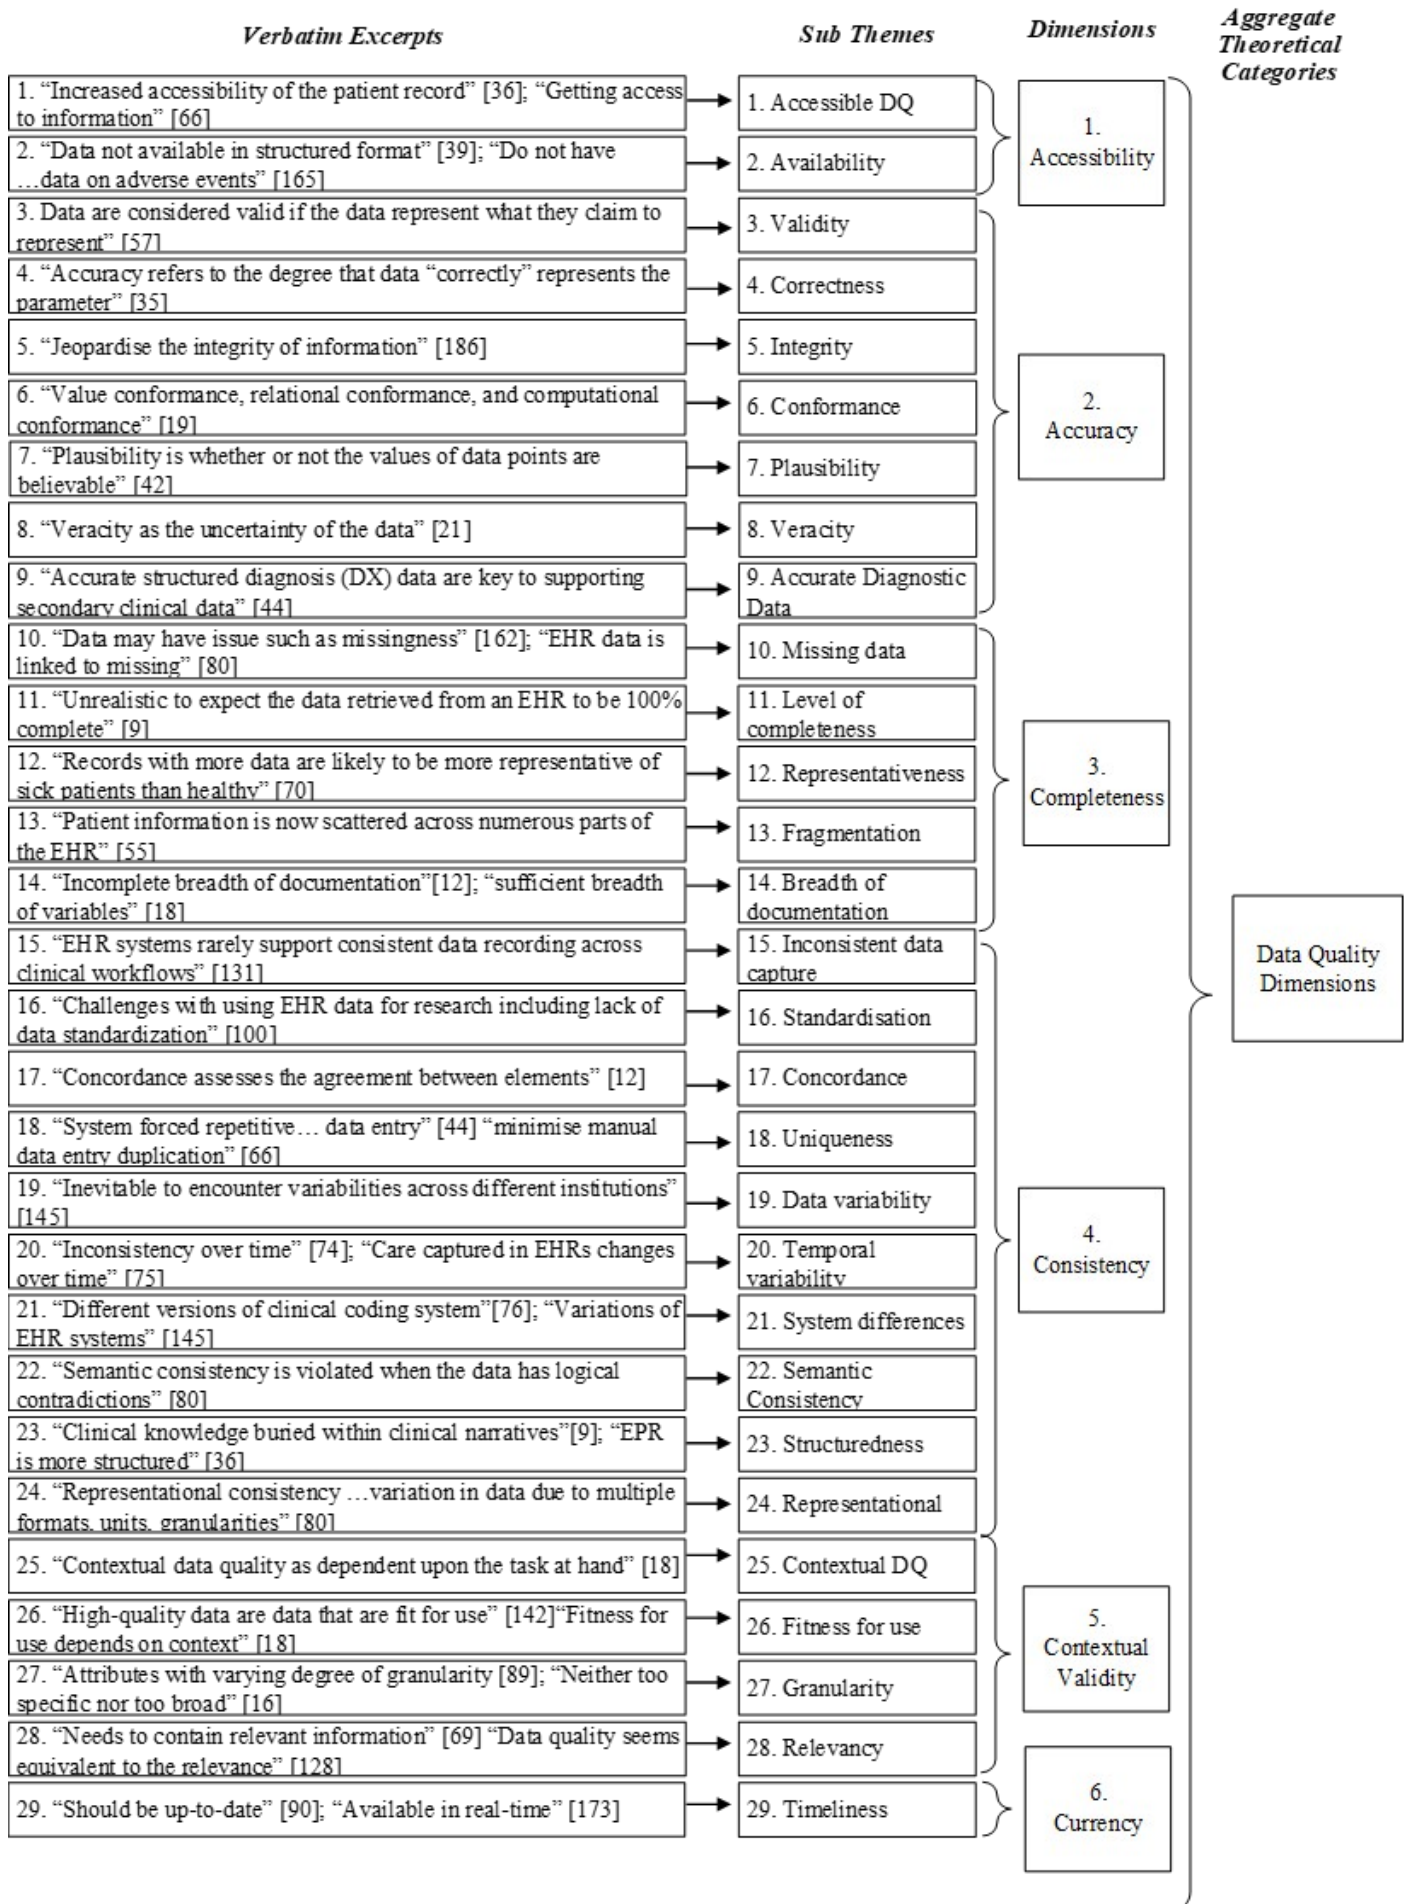 Verbatim Excerpts
Sub Themes
Dimensions
Aggregate
Theoretical
Categories
1. “Increased accessibility of the patient record” [36]; “Getting access
to information” [66]
1. Accessible DQ
1.
Accessibility
2. “Data not available in structured format” [39]; “Do not have
…data on adverse events” [165]
2. Availability
3. Data are considered valid if the data represent what they claim to
represent” [57]
3. Validity
4. “Accuracy refers to the degree that data “correctly” represents the
parameter” [35]
4. Correctness
5. “Jeopardise the integrity of information” [186]
5. Integrity
6. “Value conformance, relational conformance, and computational
conformance” [19]
6. Conformance
2.
Accuracy
7. “Plausibility is whether or not the values of data points are
believable” [42]
7. Plausibility
8. “Veracity as the uncertainty of the data” [21]
8. Veracity
9. “Accurate structured diagnosis (DX) data are key to supporting
secondary clinical data” [44]
9. Accurate Diagnostic
Data
10. “Data may have issue such as missingness” [162]; “EHR data is
linked to missing” [80]
10. Missing data
11. “Unrealistic to expect the data retrieved from an EHR to be 100%
complete” [9]
11. Level of
completeness
12. “Records with more data are likely to be more representative of
sick patients than healthy” [70]
12. Representativeness
3.
Completeness
13. “Patient information is now scattered across numerous parts of
the EHR” [55]
13. Fragmentation
14. “Incomplete breadth of documentation”[12]; “sufficient breadth
of variables” [18]
14. Breadth of
documentation
15. “EHR systems rarely support consistent data recording across
clinical workflows” [131]
15. Inconsistent data
capture
Data Quality
Dimensions
16. “Challenges with using EHR data for research including lack of
data standardization” [100]
16. Standardisation
17. “Concordance assesses the agreement between elements” [12]
17. Concordance
18. “System forced repetitive… data entry” [44] “minimise manual
data entry duplication” [66]
18. Uniqueness
19. “Inevitable to encounter variabilities across different institutions”
[145]
19. Data variability
20. “Inconsistency over time” [74]; “Care captured in EHRs changes
over time” [75]
20. Temporal
variability
4.
Consistency
21. “Different versions of clinical coding system”[76]; “Variations of
EHR systems” [145]
21. System differences
22. “Semantic consistency is violated when the data has logical
contradictions” [80]
22. Semantic
Consistency
23. “Clinical knowledge buried within clinical narratives”[9]; “EPR
is more structured” [36]
23. Structuredness
24. “Representational consistency …variation in data due to multiple
formats, units, granularities” [80]
24. Representational
25. “Contextual data quality as dependent upon the task at hand” [18]
25. Contextual DQ
26. “High-quality data are data that are fit for use” [142]“Fitness for
use depends on context” [18]
26. Fitness for use
5.
Contextual
Validity
27. “Attributes with varying degree of granularity [89]; “Neither too
specific nor too broad” [16]
27. Granularity
28. “Needs to contain relevant information” [69] “Data quality seems
equivalent to the relevance” [128]
28. Relevancy
29. “Should be up-to-date” [90]; “Available in real-time” [173]
29. Timeliness
6.
Currency